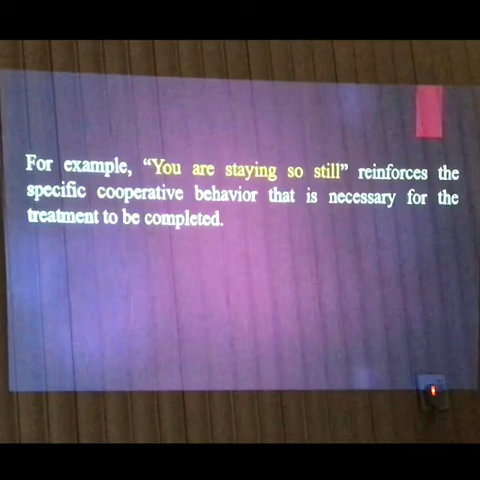 For example, “You are staying so still” reinforces the
specific cooperative behavior that is necessary for the
treatment to be completed.